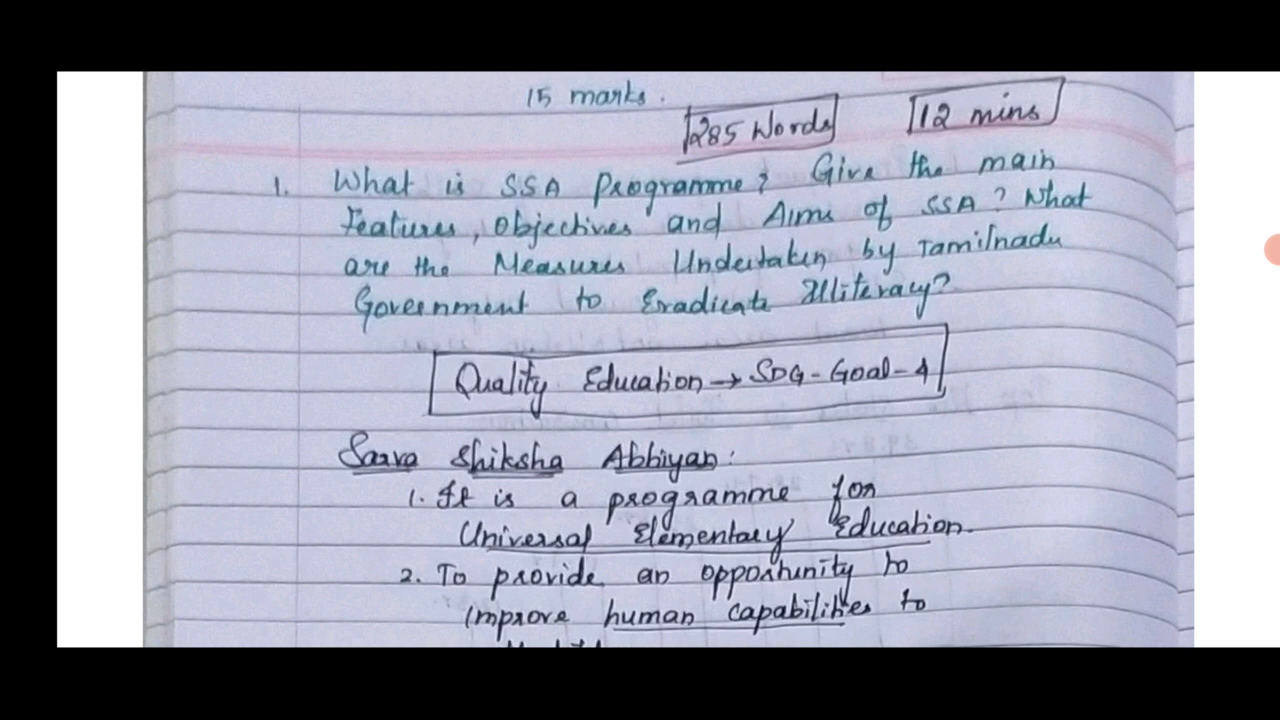 15 marks.
285 Words
12 mins
1. What is SSA Programme? Give the main
Features, Objectives and Aims of SSA? What
are the Measures Undertaken by Tamilnadu
Government to Eradicate Illiteracy?
Quality Education → SDG - Goal - 4
Sarva Shiksha Abhiyan:
1. It is a programme for
Universal Elementary Education.
2. To provide an opportunity to
improve human capabilities to